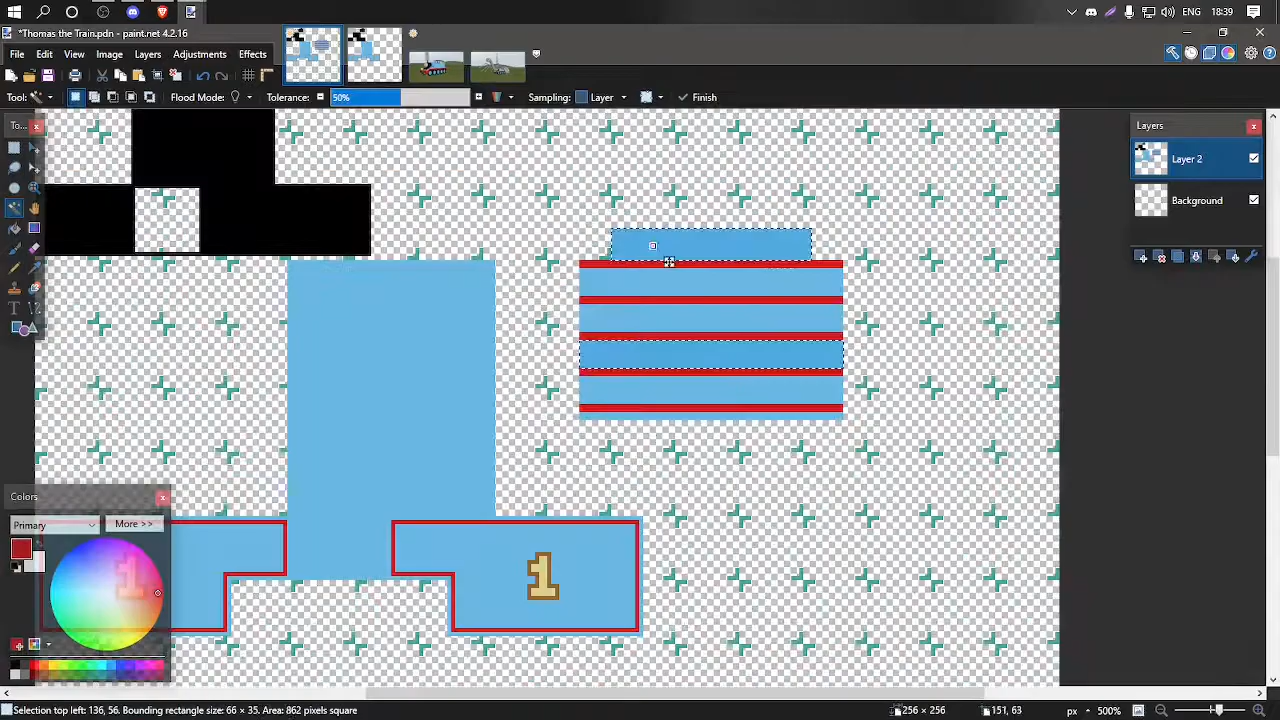 ENG
18:39
Thomas the Train.pdn - paint.net 4.2.16
File
Edit
View
Image
Layers
Adjustments
Effects
Tool:
Flood Mode:
Tolerance:
50%
Sampling:
Layer
Finish
To...
Layers
Layer 2
Background
Colors
Primary
More >>
1
1
Selection top left: 136, 56. Bounding rectangle size: 66 × 35. Area: 862 pixels square
256 × 256
151, 63
px
500%